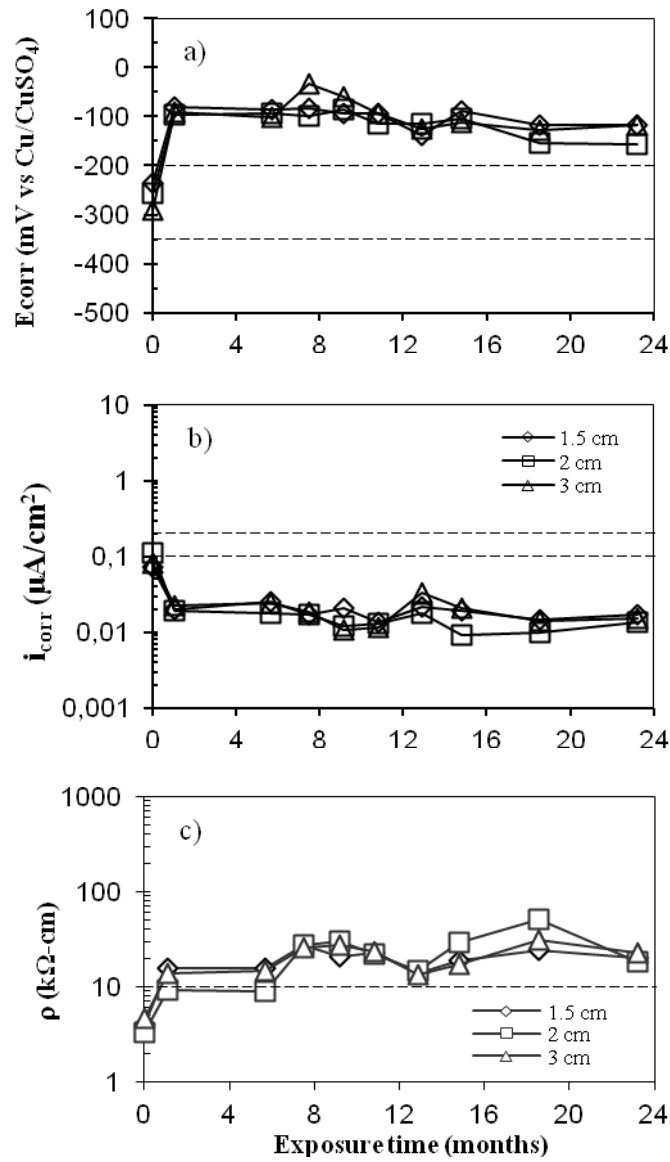 a)
Ecorr (mV vs Cu/CuSO4)
100
0
-100
-200
-300
-400
-500
0 4 8 12 16 20 24
b)
icorr (µA/cm²)
10
1
0.1
0,01
0,001
1.5 cm
2 cm
3 cm
0 4 8 12 16 20 24
c)
ρ (kΩ-cm)
1000
100
10
1
1.5 cm
2 cm
3 cm
0 4 8 12 16 20 24
Exposure time (months)